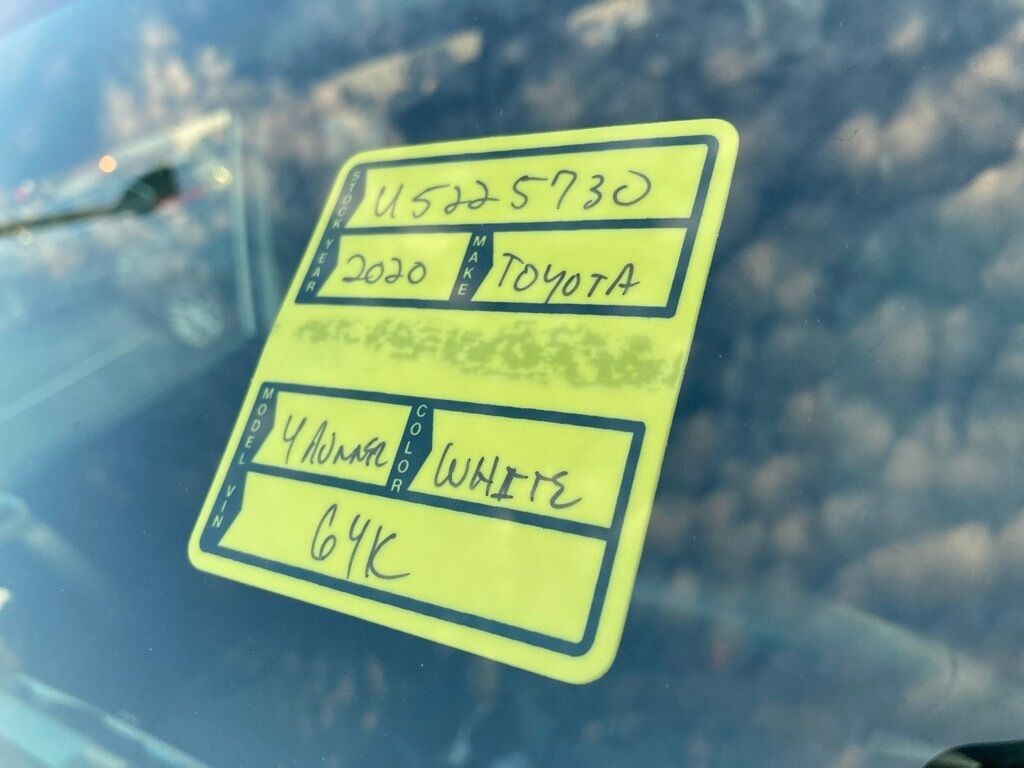 STOCK U5225730
YEAR 2020 MAKE TOYOTA
MODEL 4 RUNNER COLOR WHITE
VIN 64K